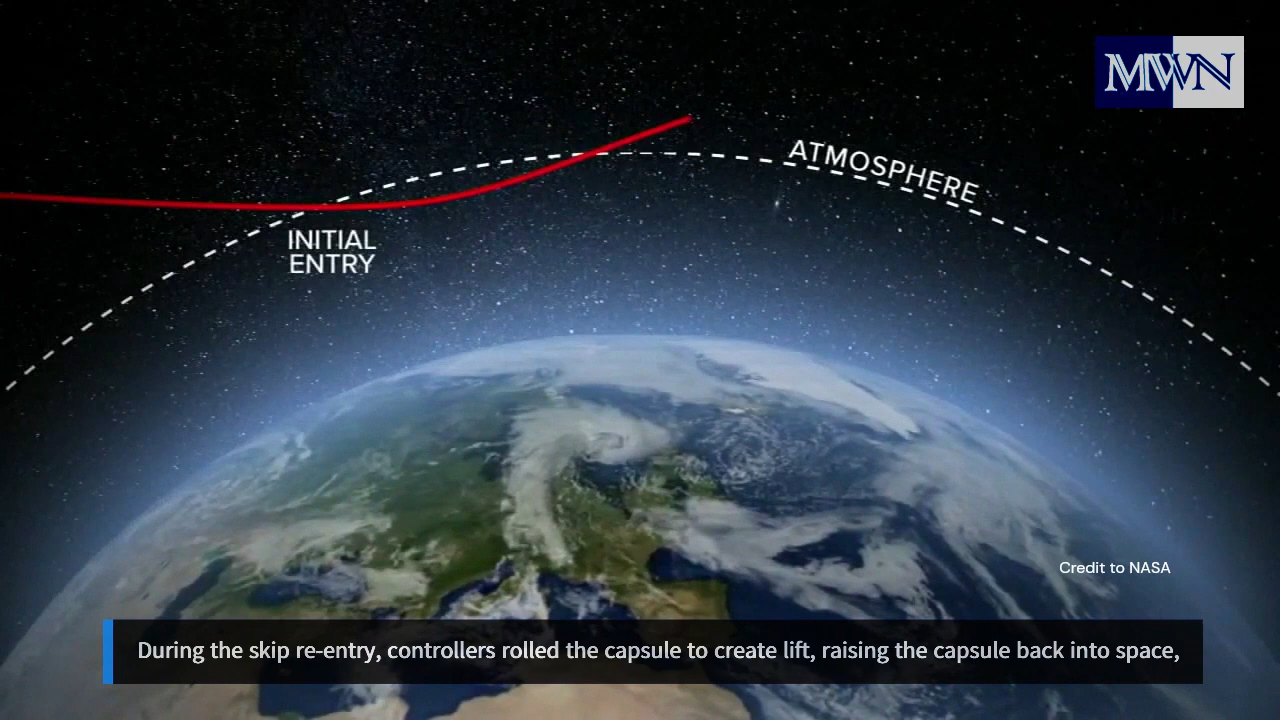 MWN
ATMOSPHERE
INITIAL
ENTRY
Credit to NASA
During the skip re-entry, controllers rolled the capsule to create lift, raising the capsule back into space,